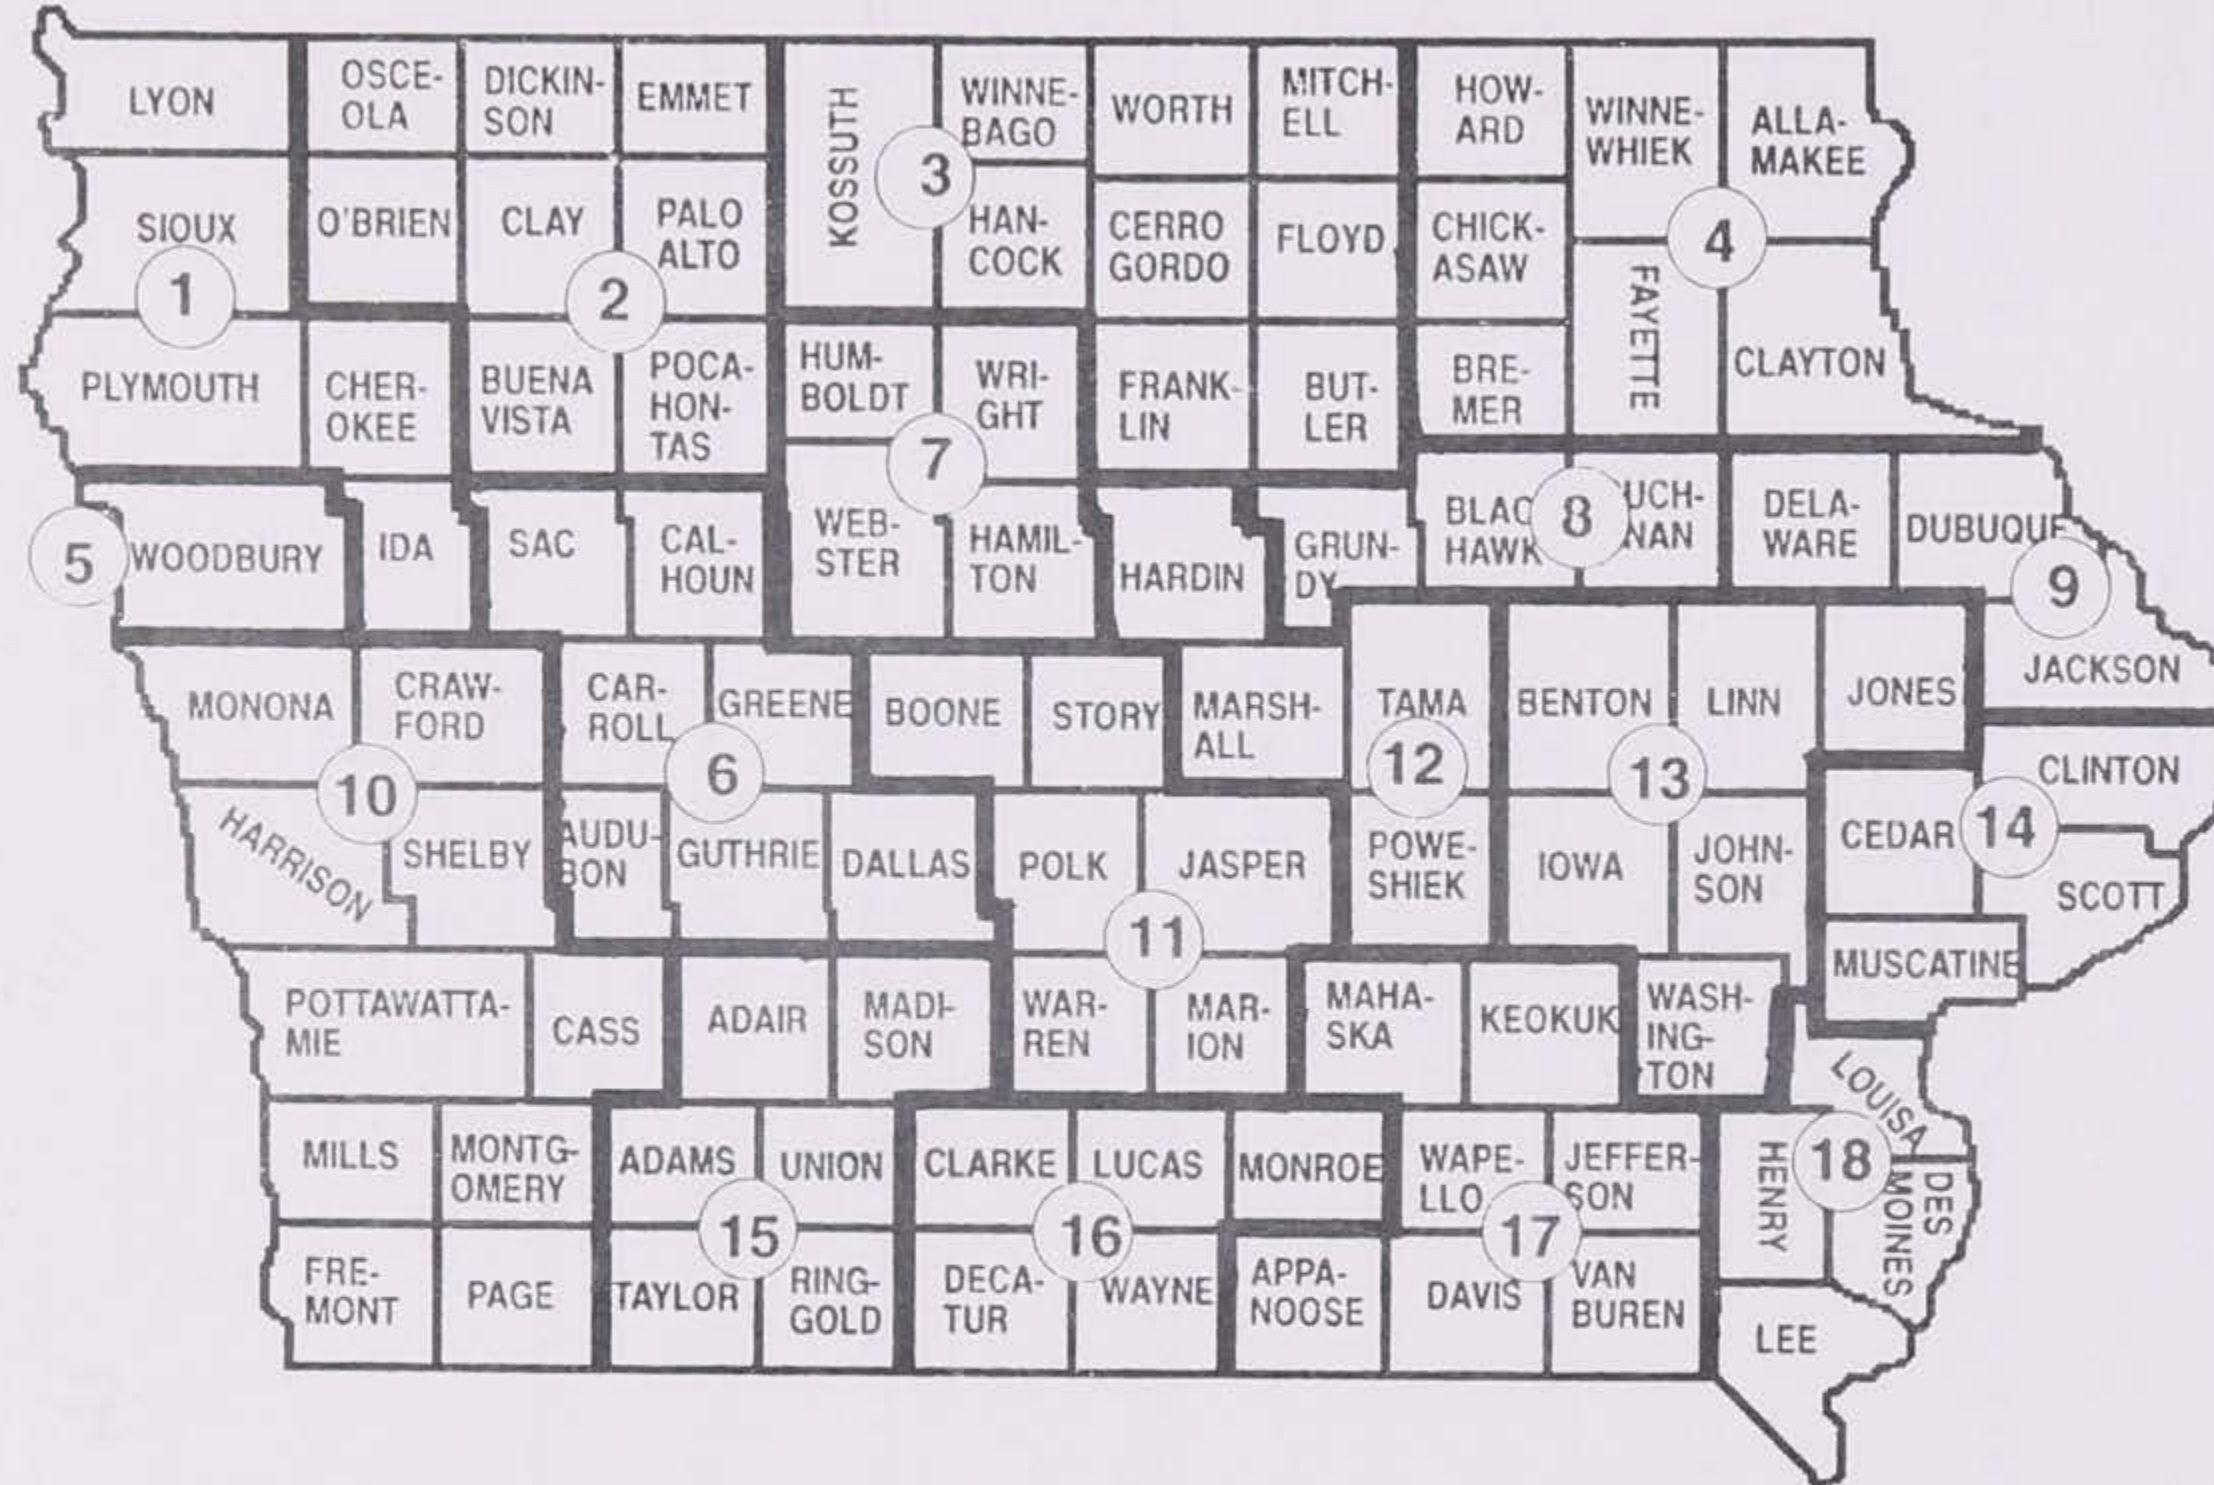 LYON
OSCE-
OLA
DICKIN-
SON
EMMET
KOSSUTH
WINNE-
BAGO
WORTH
MITCH-
ELL
HOW-
ARD
WINNE-
WHIEK
ALLA-
MAKEE
3
SIOUX
O'BRIEN
CLAY
PALO
ALTO
HAN-
COCK
CERRO
GORDO
FLOYD
CHICK-
ASAW
4
1
2
FAYETTE
CLAYTON
PLYMOUTH
CHER-
OKEE
BUENA
VISTA
POCA-
HON-
TAS
HUM-
BOLDT
WRI-
GHT
FRANK-
LIN
BUT-
LER
BRE-
MER
7
5
WOODBURY
IDA
SAC
CAL-
HOUN
WEB-
STER
HAMIL-
TON
HARDIN
GRUN-
DY
BLAC
HAWK
8
UCH-
NAN
DELA-
WARE
DUBUQUE
9
MONONA
CRAW-
FORD
CAR-
ROLL
GREENE
BOONE
STORY
MARSH-
ALL
TAMA
BENTON
LINN
JONES
JACKSON
10
6
12
13
CLINTON
HARRISON
SHELBY
AUDU-
BON
GUTHRIE
DALLAS
POLK
JASPER
POWE-
SHIEK
IOWA
JOHN-
SON
CEDAR
14
SCOTT
11
MUSCATINE
POTTAWATTA-
MIE
CASS
ADAIR
MADI-
SON
WAR-
REN
MAR-
ION
MAHA-
SKA
KEOKUK
WASH-
ING-
TON
LOUISA
MILLS
MONTG-
OMERY
ADAMS
UNION
CLARKE
LUCAS
MONROE
WAPE-
LLO
JEFFER-
SON
HENRY
18
DES
MOINES
15
16
17
FRE-
MONT
PAGE
TAYLOR
RING-
GOLD
DECA-
TUR
WAYNE
APPA-
NOOSE
DAVIS
VAN
BUREN
LEE